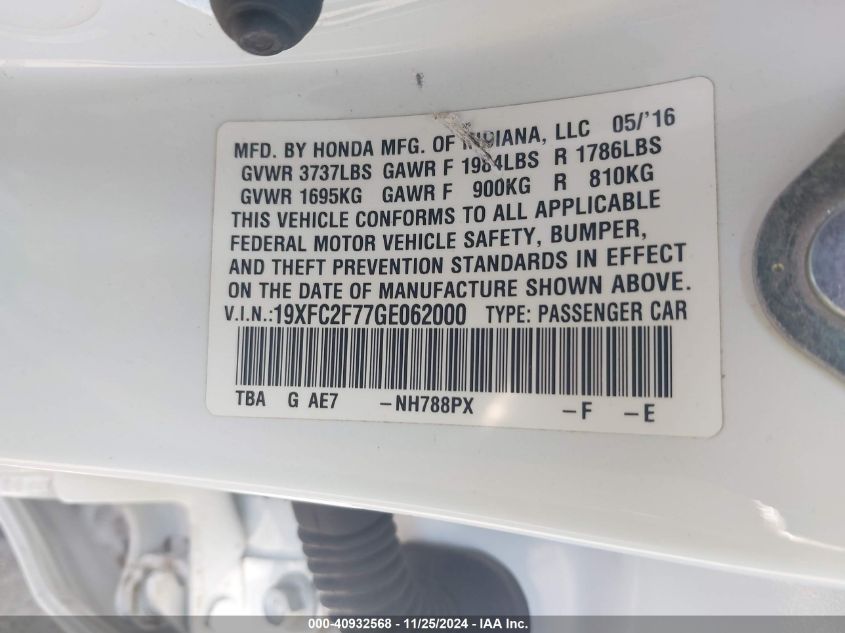 MFD. BY HONDA MFG. OF INDIANA, LLC 05/'16
GVWR 3737LBS GAWR F 1984LBS R 1786LBS
GVWR 1695KG GAWR F 900KG R 810KG
THIS VEHICLE CONFORMS TO ALL APPLICABLE
FEDERAL MOTOR VEHICLE SAFETY, BUMPER,
AND THEFT PREVENTION STANDARDS IN EFFECT
ON THE DATE OF MANUFACTURE SHOWN ABOVE.
V.I.N.:19XFC2F77GE062000 TYPE: PASSENGER CAR
TBA G AE7 -NH788PX -F -E
000-40932568 - 11/25/2024 - IAA Inc.